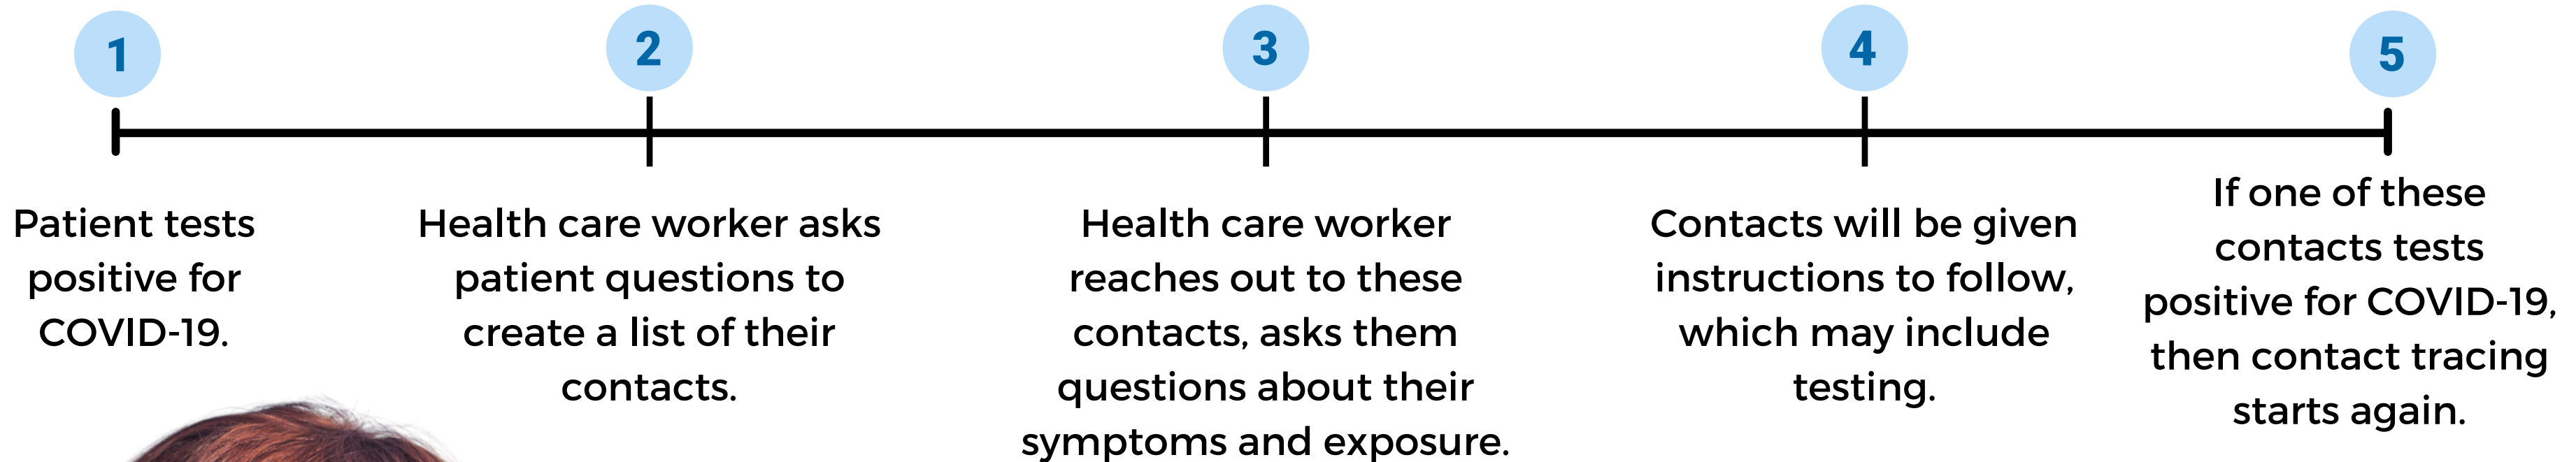 1
Patient tests
positive for
COVID-19.
2
Health care worker asks
patient questions to
create a list of their
contacts.
3
Health care worker
reaches out to these
contacts, asks them
questions about their
symptoms and exposure.
4
Contacts will be given
instructions to follow,
which may include
testing.
5
If one of these
contacts tests
positive for COVID-19,
then contact tracing
starts again.